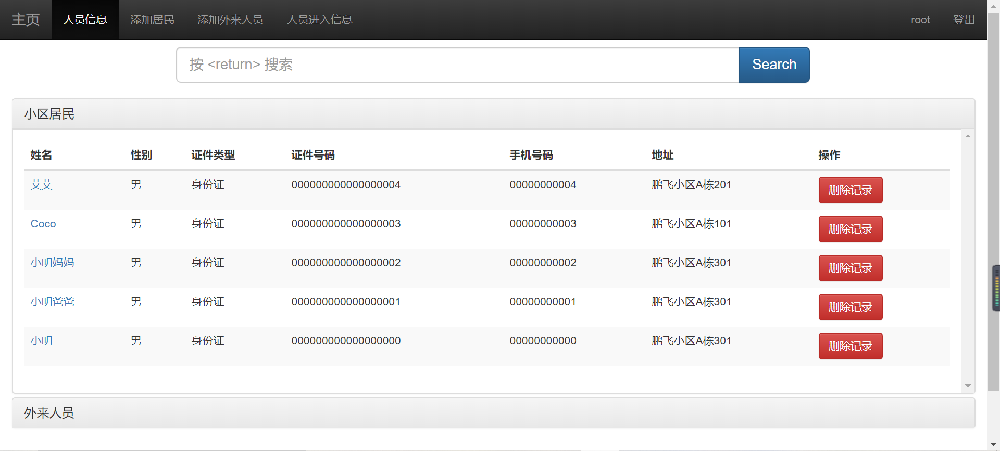 主页 人员信息 添加居民 添加外来人员 人员进入信息 root 登出
按 <return> 搜索 Search
小区居民
姓名 性别 证件类型 证件号码 手机号码 地址 操作
艾艾 男 身份证 000000000000000004 00000000004 鹏飞小区A栋201 删除记录
Coco 男 身份证 000000000000000003 00000000003 鹏飞小区A栋101 删除记录
小明妈妈 男 身份证 000000000000000002 00000000002 鹏飞小区A栋301 删除记录
小明爸爸 男 身份证 000000000000000001 00000000001 鹏飞小区A栋301 删除记录
小明 男 身份证 000000000000000000 00000000000 鹏飞小区A栋301 删除记录
外来人员